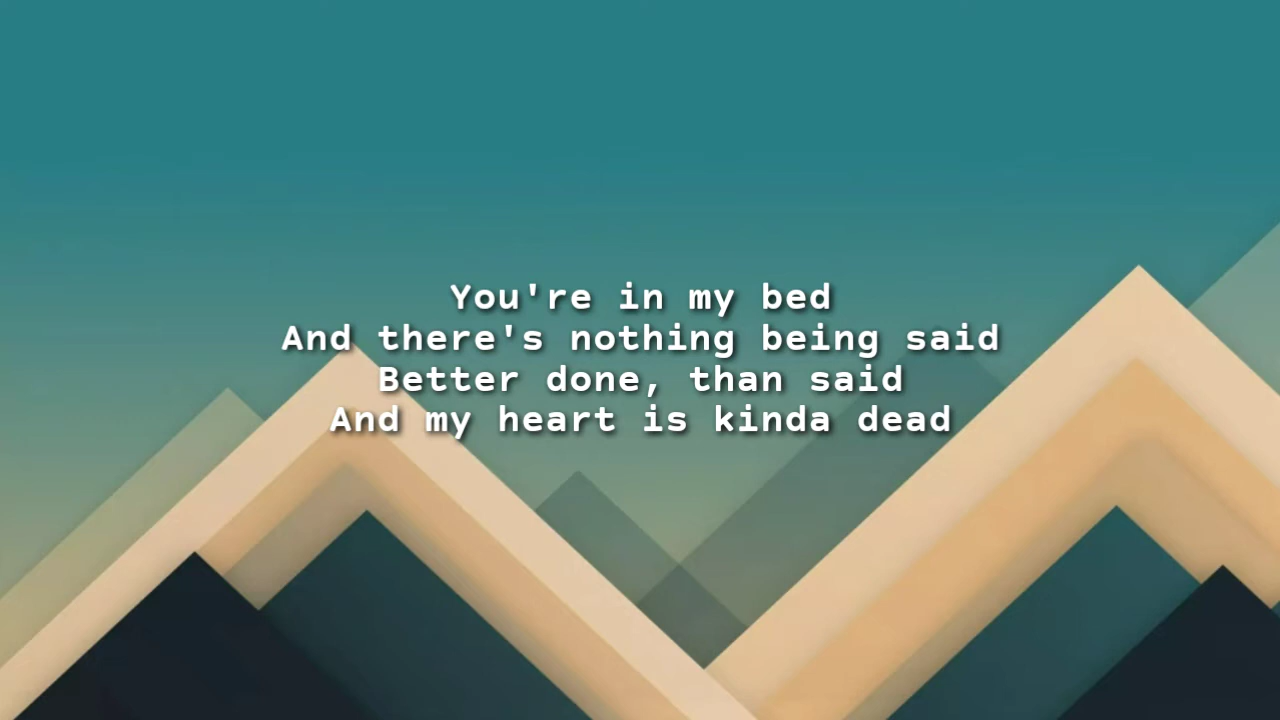 You're in my bed
And there's nothing being said
Better done, than said
And my heart is kinda dead